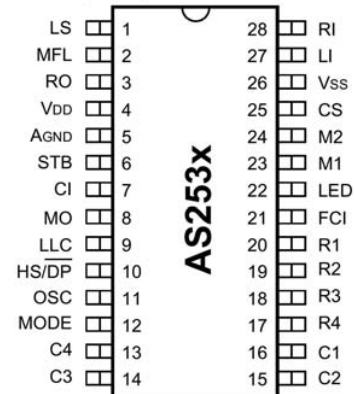 LS 1 28 RI
MFL 2 27 LI
RO 3 26 Vss
VDD 4 25 CS
AGND 5 24 M2
STB 6 23 M1
CI 7 22 LED
MO 8 21 FCI
LLC 9 20 R1
HS/DP 10 19 R2
OSC 11 18 R3
MODE 12 17 R4
C4 13 16 C1
C3 14 15 C2
AS253x